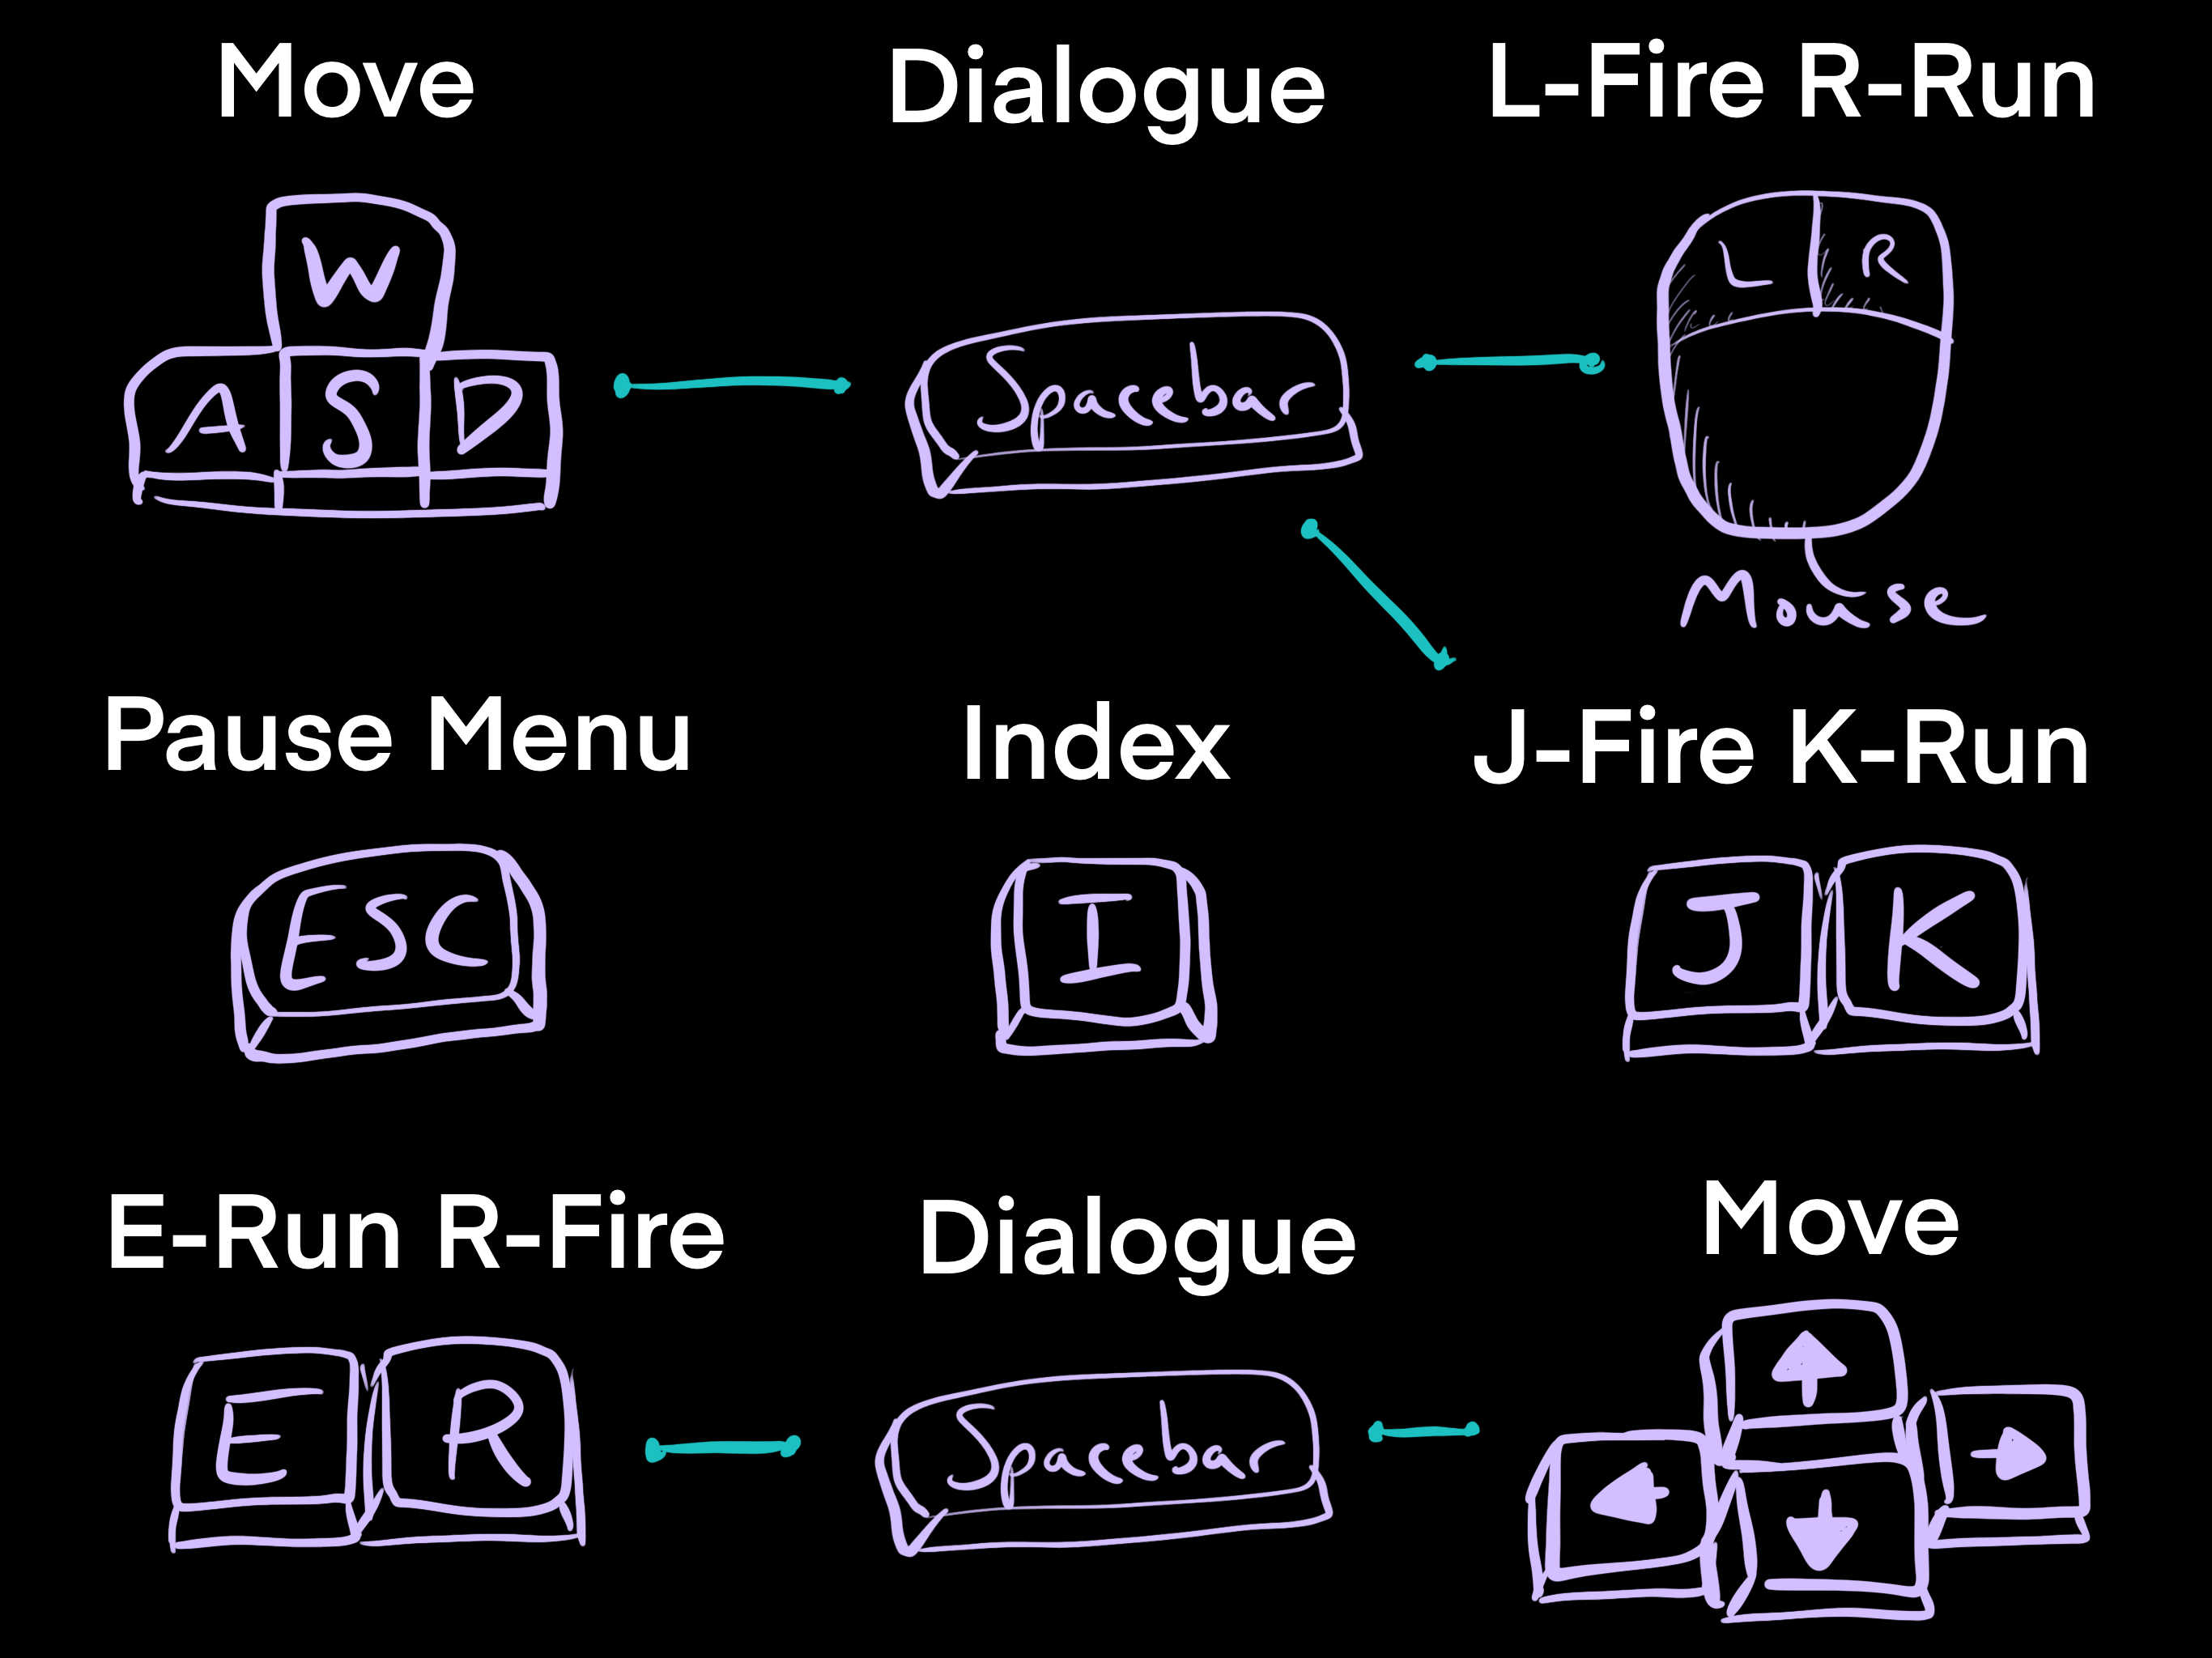 Move
Dialogue
L-Fire R-Run
W
A S D
Spacebar
L R
Mouse
Pause Menu
Index
J-Fire K-Run
ESC
I
J K
E-Run R-Fire
Dialogue
Move
E R
Spacebar